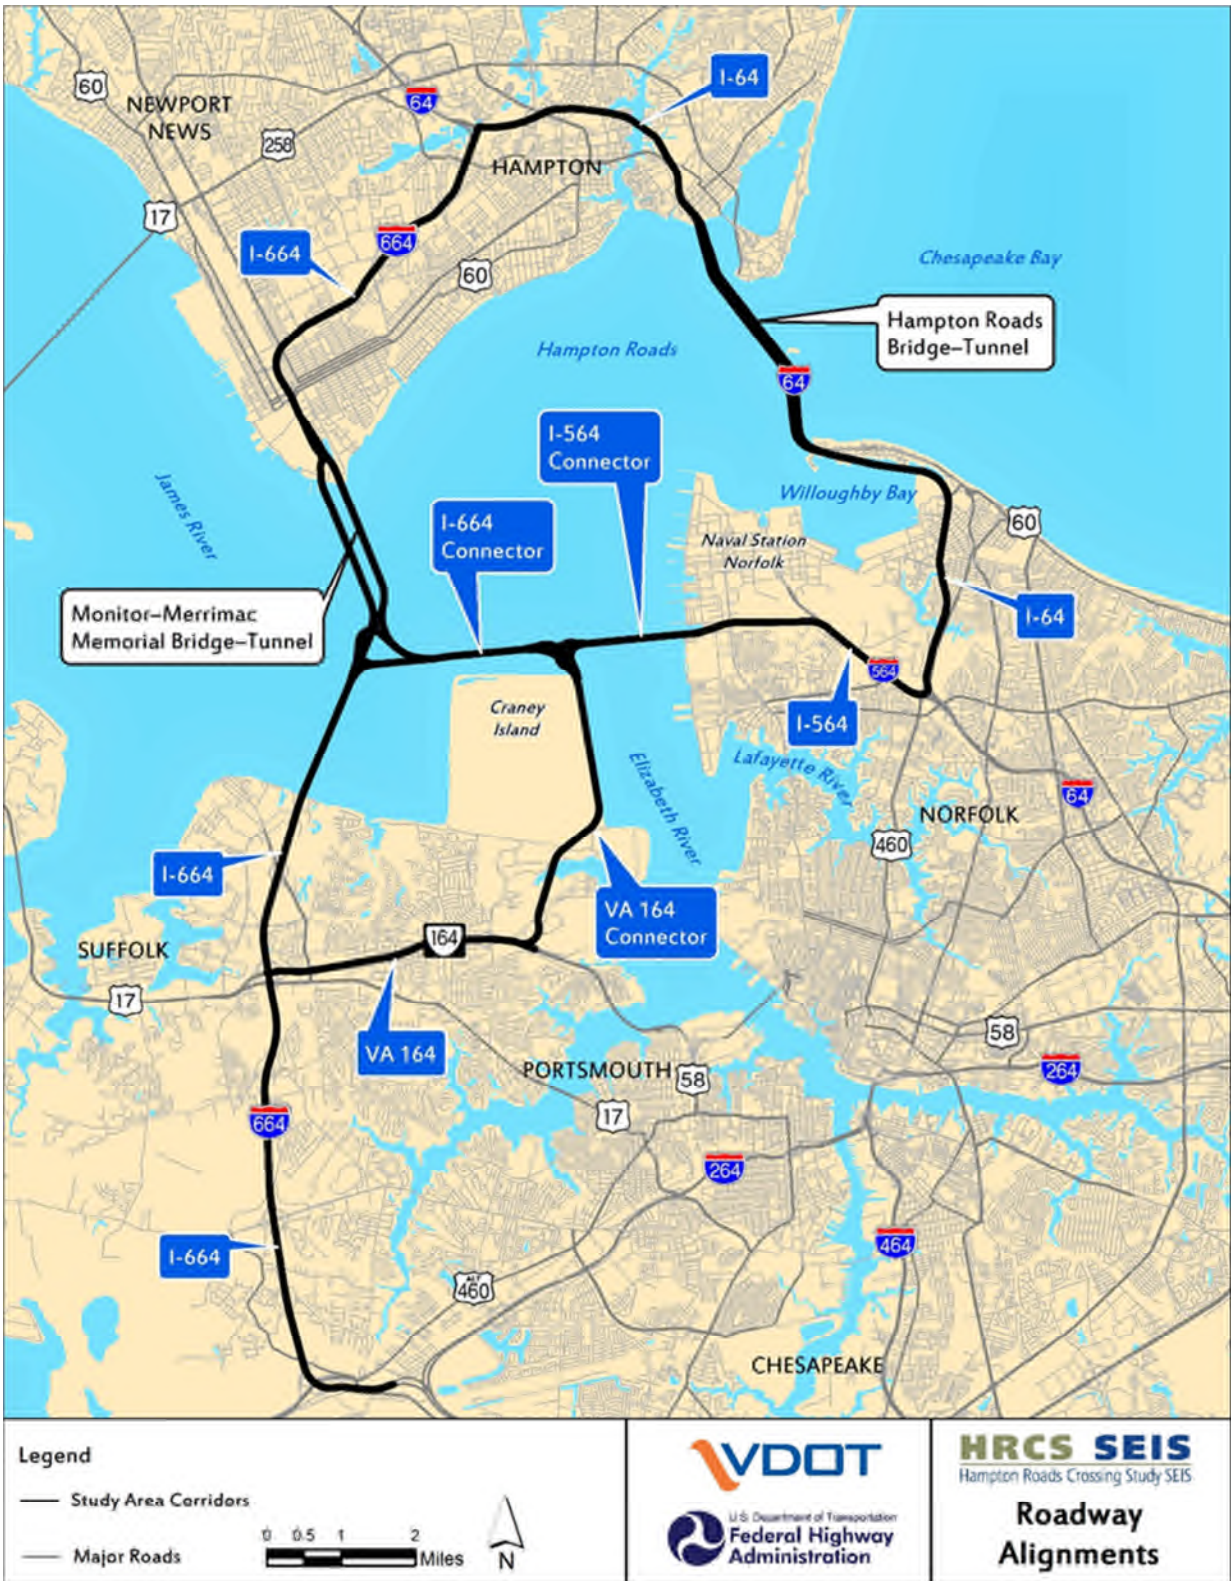 60
NEWPORT
NEWS
64
I-64
258
HAMPTON
17
I-664
664
60
Chesapeake Bay
Hampton Roads
Bridge–Tunnel
Hampton Roads
64
I-564
Connector
James River
Willoughby Bay
I-664
Connector
Naval Station
Norfolk
60
Monitor–Merrimac
Memorial Bridge–Tunnel
I-64
564
Craney
Island
I-564
Elizabeth River
Lafayette River
64
NORFOLK
460
I-664
VA 164
Connector
164
SUFFOLK
17
58
VA 164
PORTSMOUTH
58
264
17
664
264
I-664
464
ALT
460
CHESAPEAKE
Legend
Study Area Corridors
Major Roads
0 0.5 1 2
Miles
N
VDOT
U.S. Department of Transportation
Federal Highway
Administration
HRCS SEIS
Hampton Roads Crossing Study SEIS
Roadway
Alignments